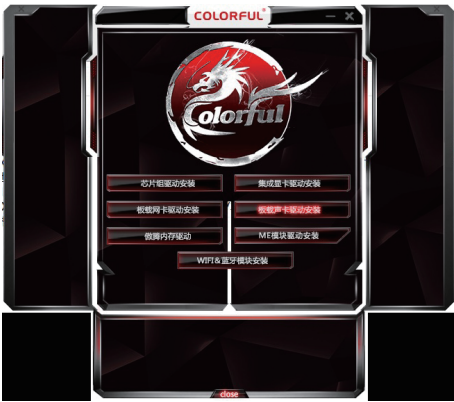 COLORFUL®
Colorful
芯片组驱动安装
集成显卡驱动安装
板载网卡驱动安装
板载声卡驱动安装
傲腾内存驱动
ME模块驱动安装
WIFI&蓝牙模块安装
close